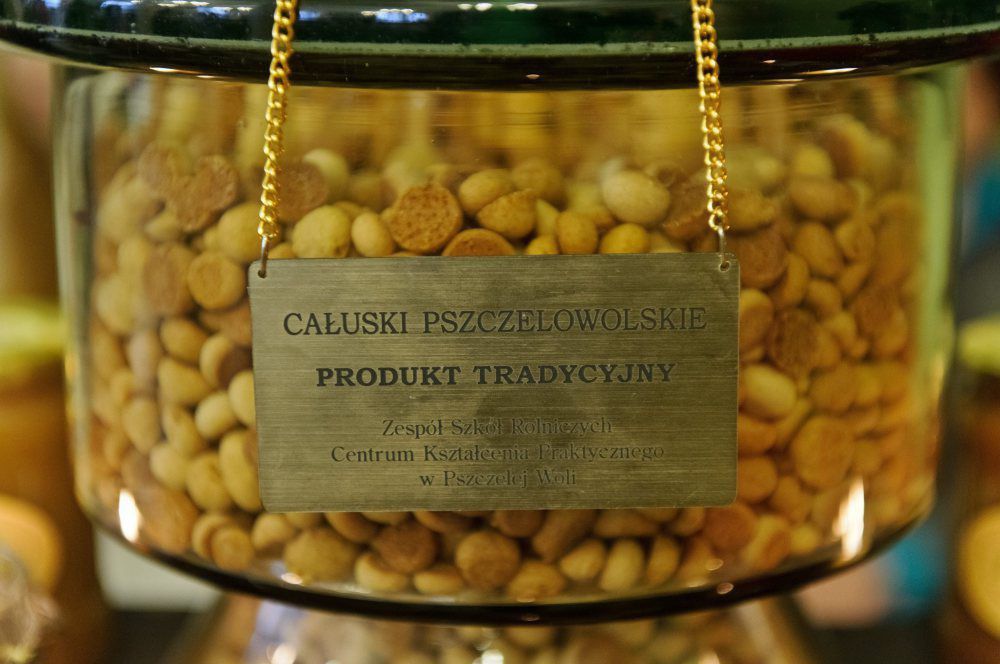 CAŁUSKI PSZCZELOWOLSKIE
PRODUKT TRADYCYJNY
Zespół Szkół Rolniczych
Centrum Kształcenia Praktycznego
w Pszczelej Woli